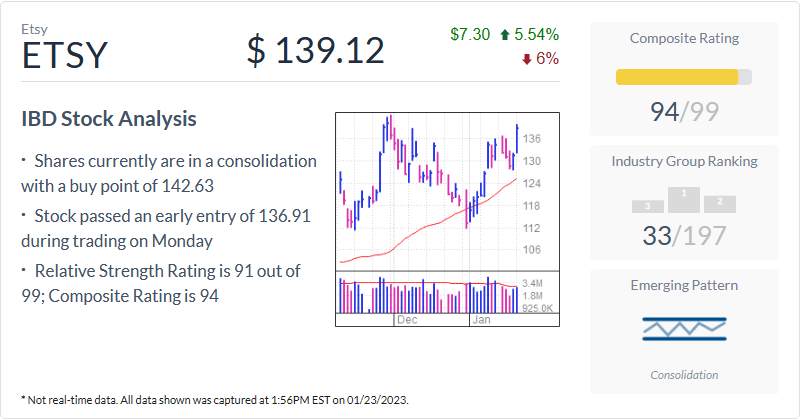 Etsy
ETSY
$ 139.12
$7.30 5.54%
6%
IBD Stock Analysis
· Shares currently are in a consolidation
with a buy point of 142.63
· Stock passed an early entry of 136.91
during trading on Monday
· Relative Strength Rating is 91 out of
99; Composite Rating is 94
136
130
124
118
112
106
3.4M
1.8M
925.0K
Dec
Jan
* Not real-time data. All data shown was captured at 1:56PM EST on 01/23/2023.
Composite Rating
94/99
Industry Group Ranking
3 1 2
33/197
Emerging Pattern
Consolidation